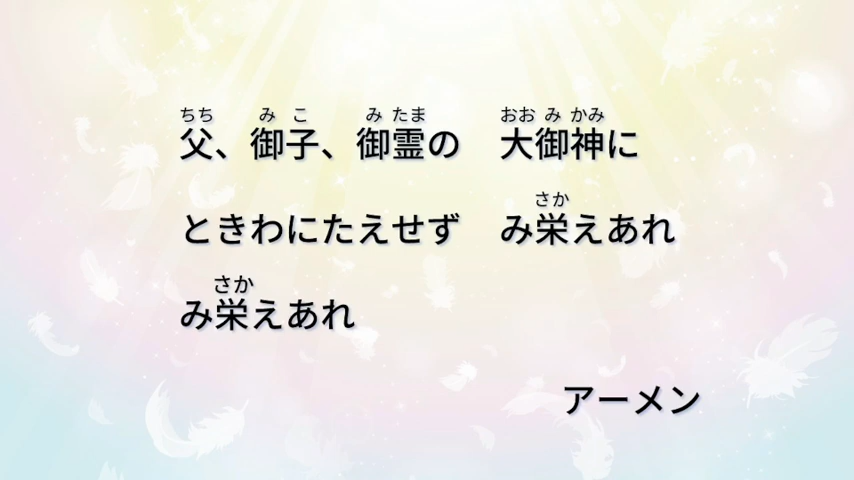 父、御子、御霊の 大御神に
ときわにたえせず み栄えあれ
み栄えあれ
アーメン